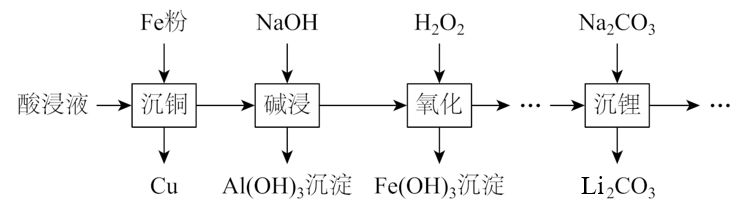 Fe粉 NaOH H₂O₂ Na₂CO₃
酸浸液 沉铜 碱浸 氧化 … 沉锂 …
Cu Al(OH)₃沉淀 Fe(OH)₃沉淀 Li₂CO₃